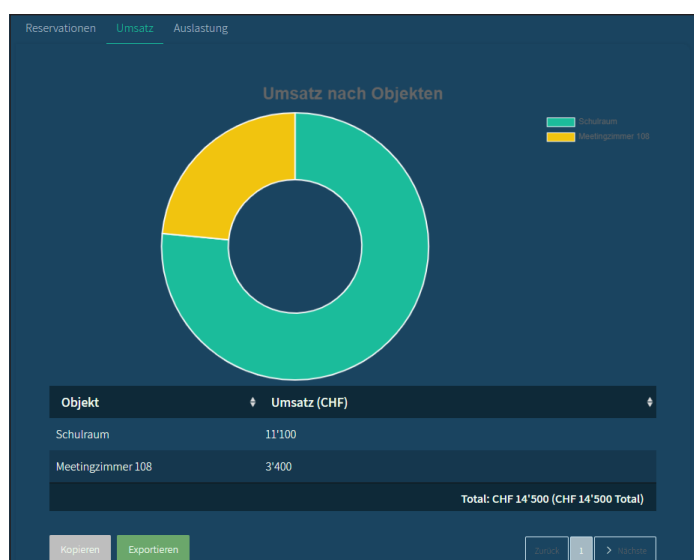 Reservationen Umsatz Auslastung
Umsatz nach Objekten
Schulraum
Meetingzimmer 108
Objekt Umsatz (CHF)
Schulraum 11'100
Meetingzimmer 108 3'400
Total: CHF 14'500 (CHF 14'500 Total)
Kopieren Exportieren Zurück 1 Nächste